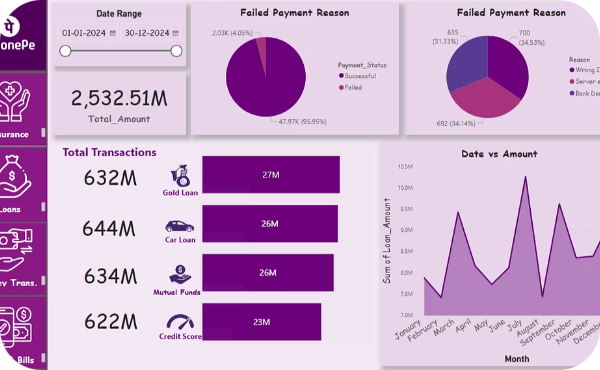 पे
onePe
surance
oans
ey Trans.
Bills
Date Range
01-01-2024 30-12-2024
2,532.51M
Total_Amount
Failed Payment Reason
2.03K (4.05%)
47.97K (95.95%)
Payment_Status
Successful
Failed
Failed Payment Reason
635
(31.33%)
700
(34.53%)
692 (34.14%)
Reason
Wrong
Server
Bank
Total Transactions
632M
Gold Loan
27M
644M
Car Loan
26M
634M
Mutual Funds
26M
622M
Credit Score
23M
Date vs Amount
Sum of Loan_Amount
10.5M
10.0M
9.5M
9.0M
8.5M
8.0M
7.5M
7.0M
January
February
March
April
May
June
July
August
September
October
November
Decembe
Month